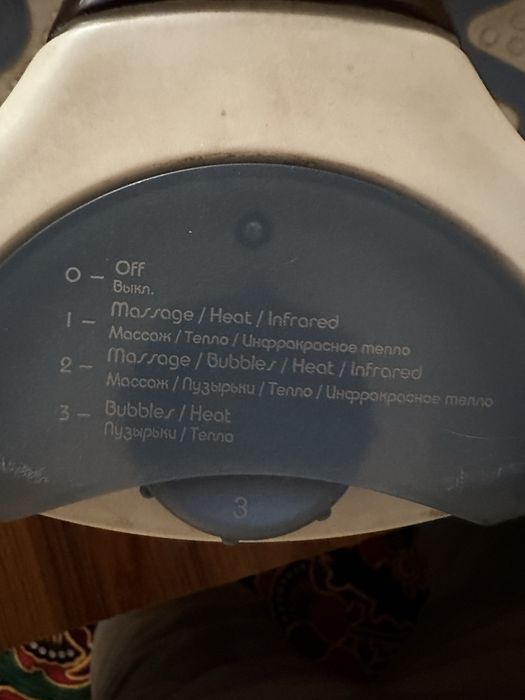 0 – Off
Выкл.
1 – Massage / Heat / Infrared
Массаж / Тепло / Инфракрасное тепло
2 – Massage / Bubbles / Heat / Infrared
Массаж / Пузырьки / Тепло / Инфракрасное тепло
3 – Bubbles / Heat
Пузырьки / Тепло
3